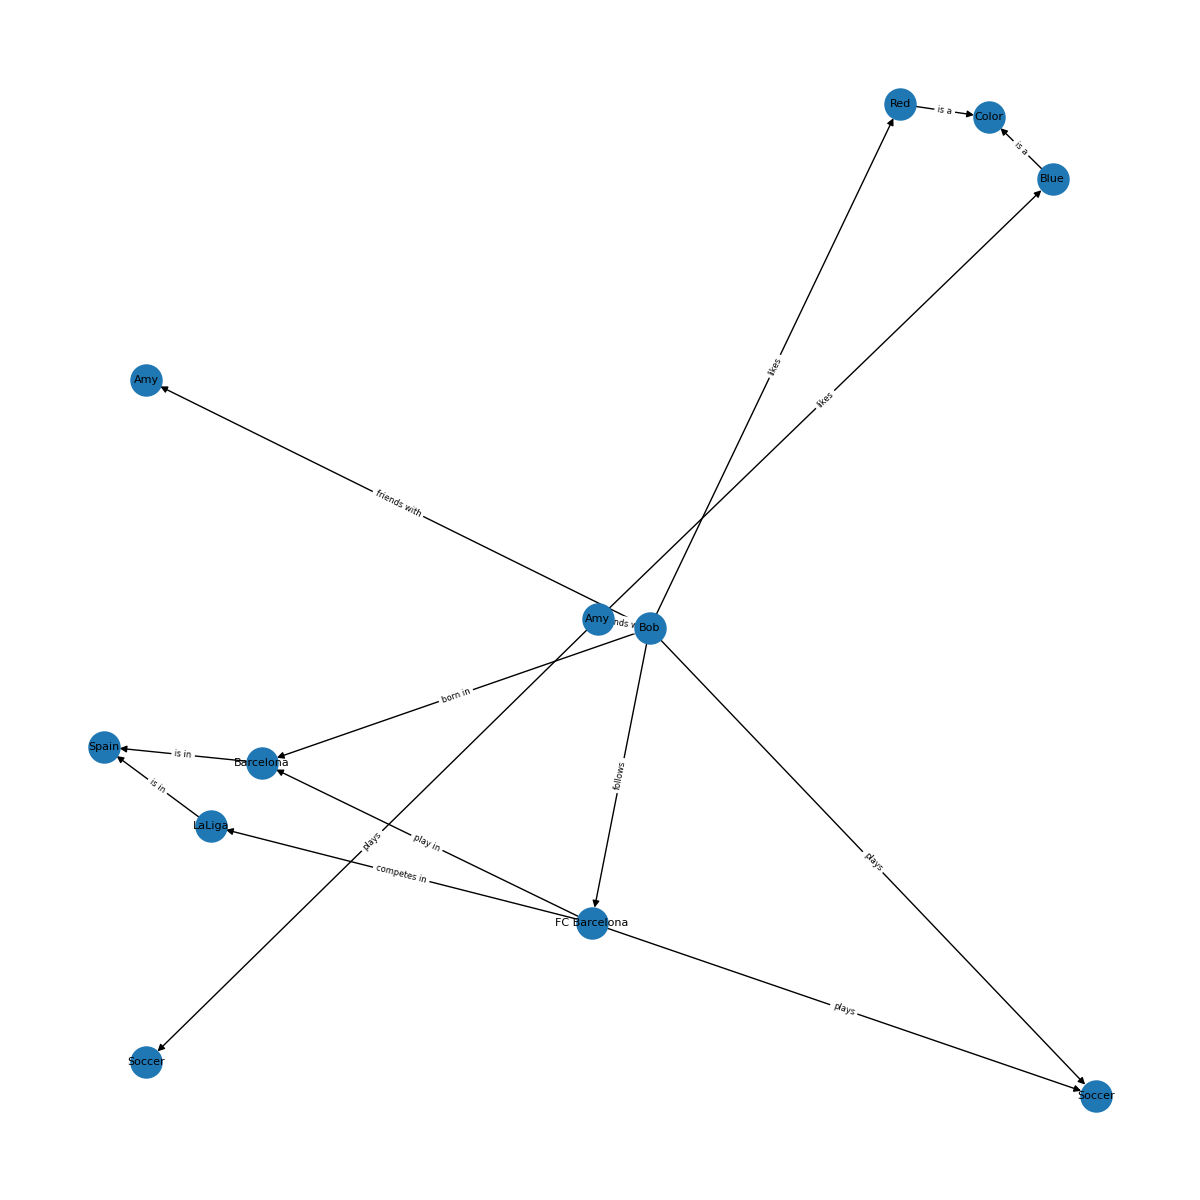 Red
is a
Color
is a
Blue
likes
Amy
likes
friends with
Amy
Bob
born in
Spain
is in
Barcelona
follows
is in
LaLiga
plays
play in
plays
competes in
FC Barcelona
plays
Soccer
Soccer